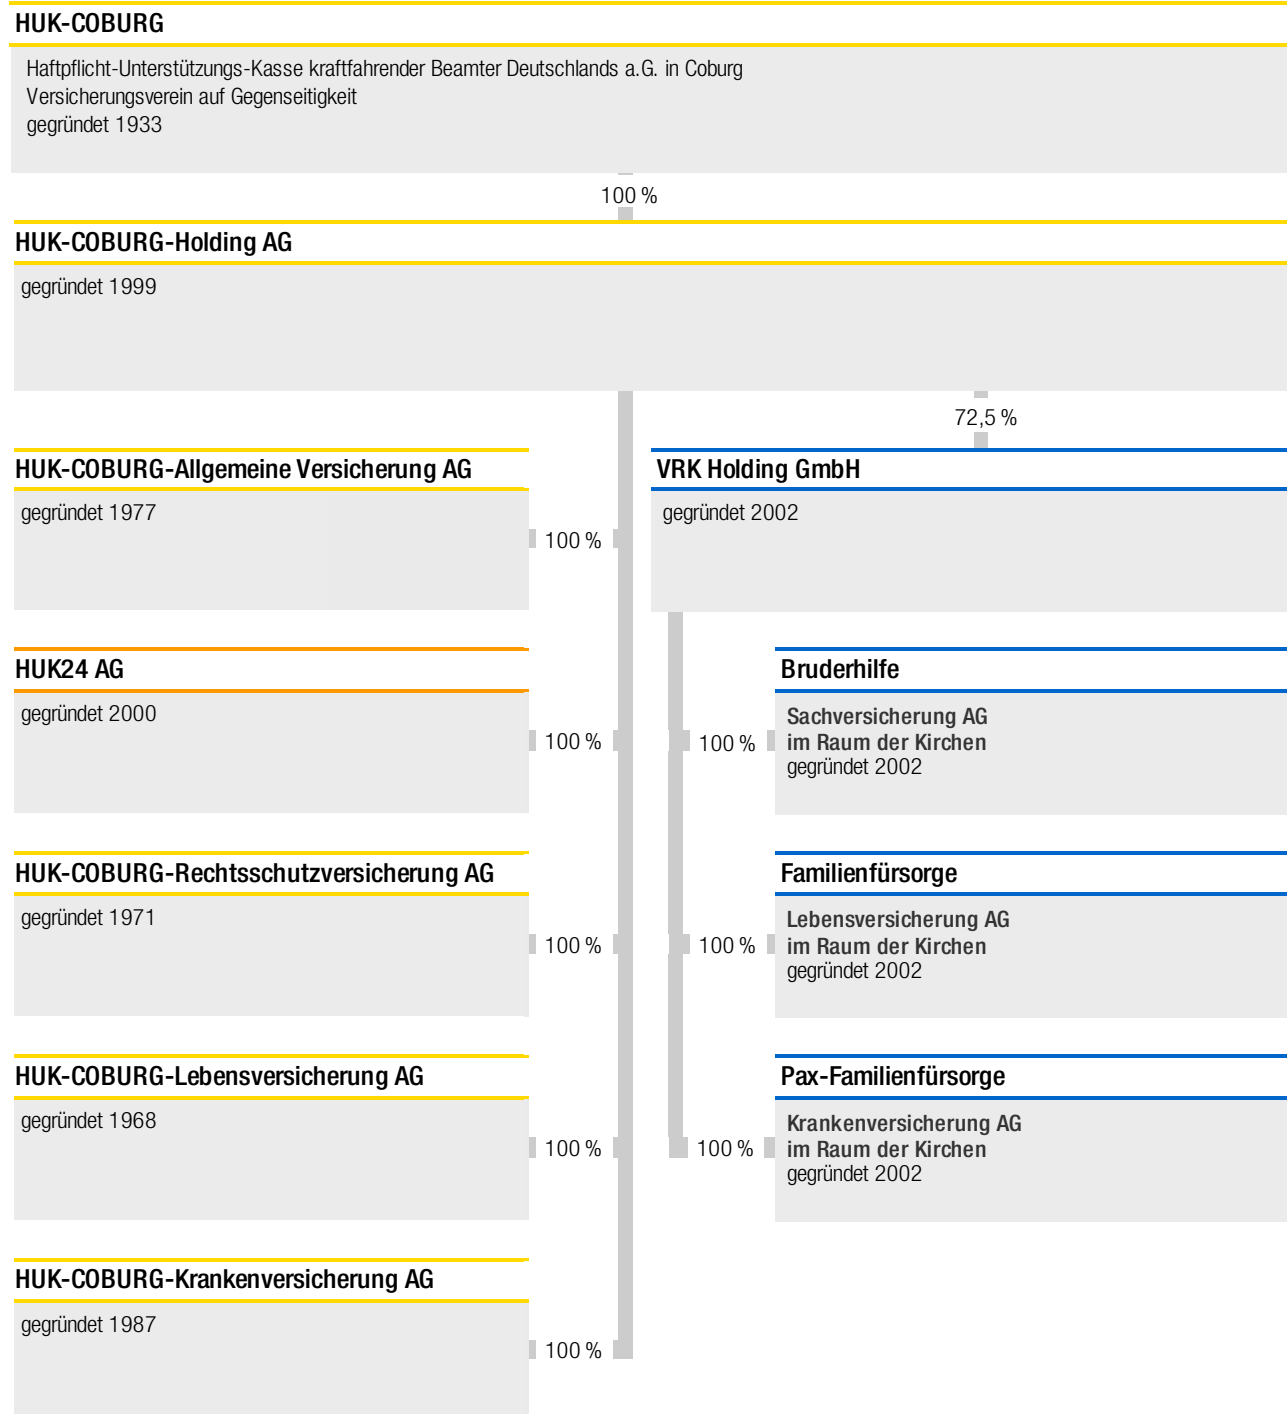 HUK-COBURG
Haftpflicht-Unterstützungs-Kasse kraftfahrender Beamter Deutschlands a.G. in Coburg
Versicherungsverein auf Gegenseitigkeit
gegründet 1933
100 %
HUK-COBURG-Holding AG
gegründet 1999
72,5 %
HUK-COBURG-Allgemeine Versicherung AG
gegründet 1977
100 %
VRK Holding GmbH
gegründet 2002
HUK24 AG
gegründet 2000
100 %
100 %
Bruderhilfe
Sachversicherung AG
im Raum der Kirchen
gegründet 2002
HUK-COBURG-Rechtsschutzversicherung AG
gegründet 1971
100 %
100 %
Familienfürsorge
Lebensversicherung AG
im Raum der Kirchen
gegründet 2002
HUK-COBURG-Lebensversicherung AG
gegründet 1968
100 %
100 %
Pax-Familienfürsorge
Krankenversicherung AG
im Raum der Kirchen
gegründet 2002
HUK-COBURG-Krankenversicherung AG
gegründet 1987
100 %